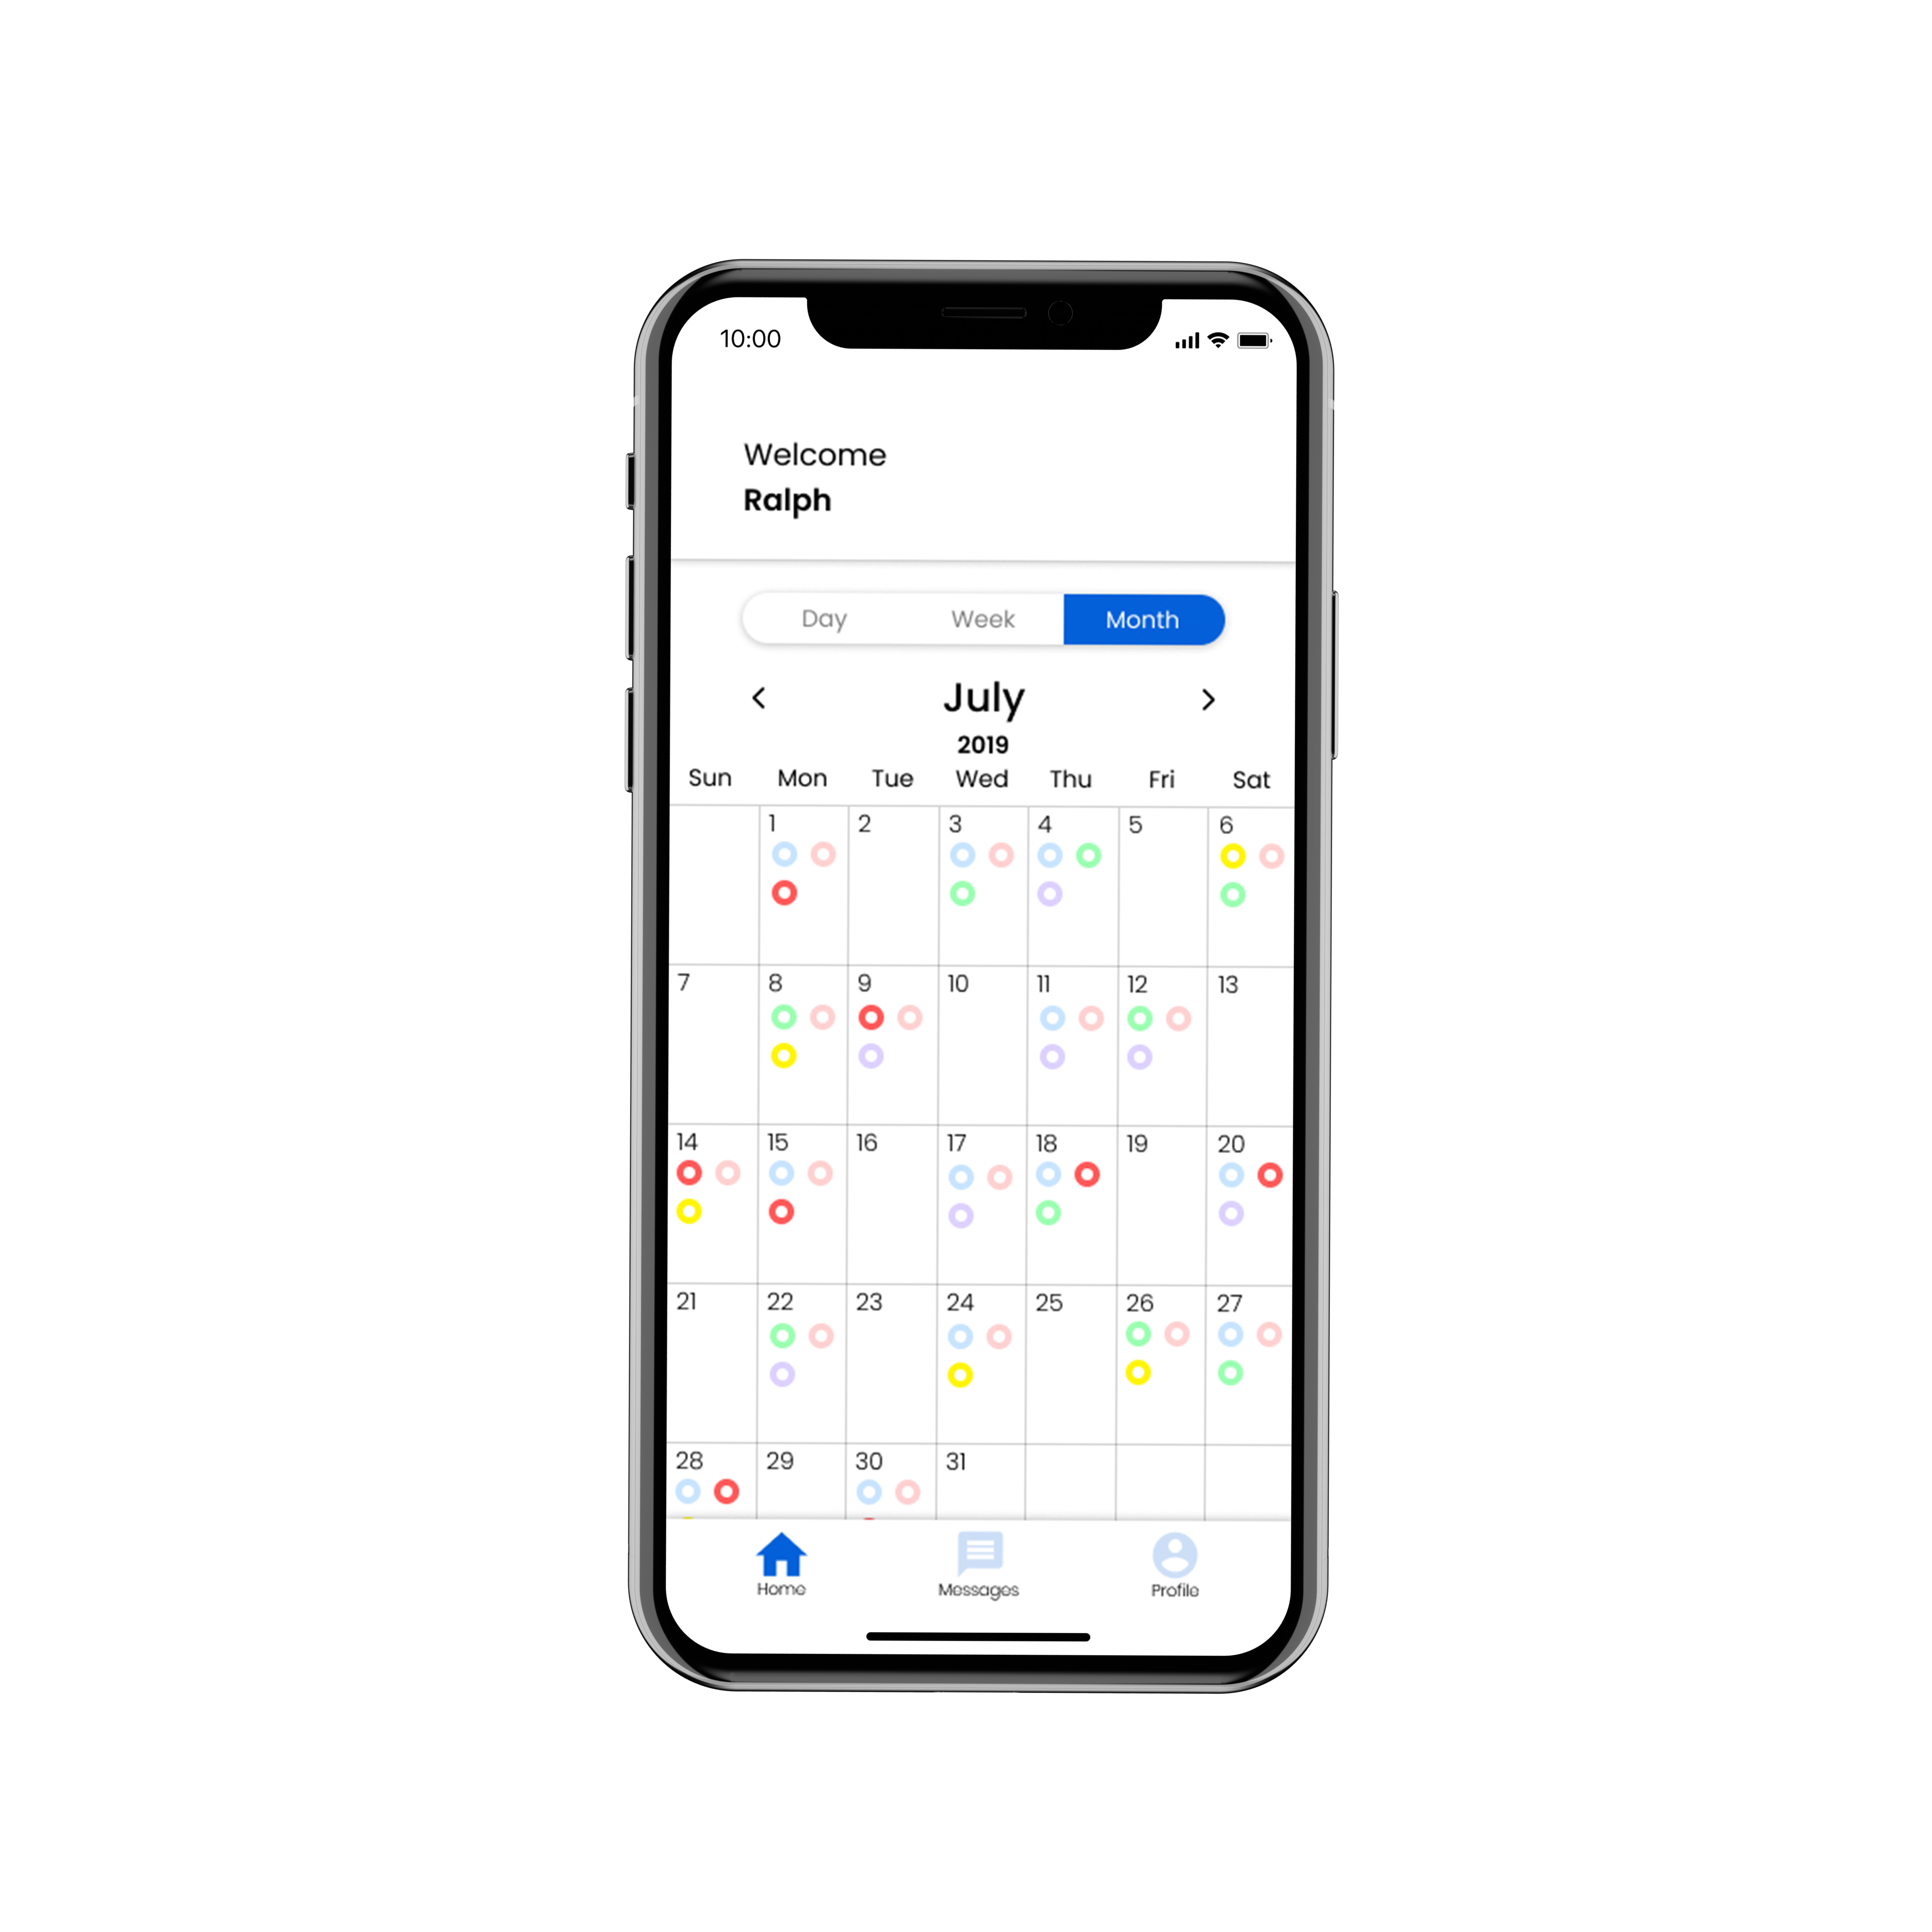 10:00
Welcome
Ralph
Day Week Month
July
2019
Sun Mon Tue Wed Thu Fri Sat
1 2 3 4 5 6
7 8 9 10 11 12 13
14 15 16 17 18 19 20
21 22 23 24 25 26 27
28 29 30 31
Home Messages Profile